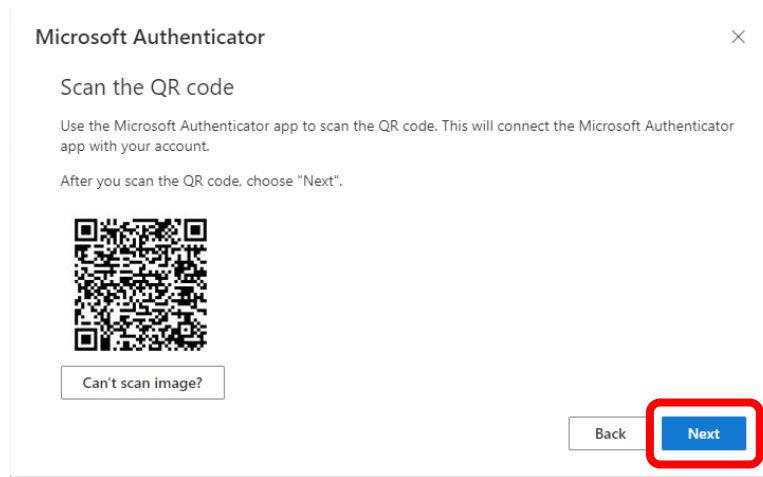 Microsoft Authenticator
Scan the QR code
Use the Microsoft Authenticator app to scan the QR code. This will connect the Microsoft Authenticator
app with your account.
After you scan the QR code, choose "Next".
Can't scan image?
Back
Next